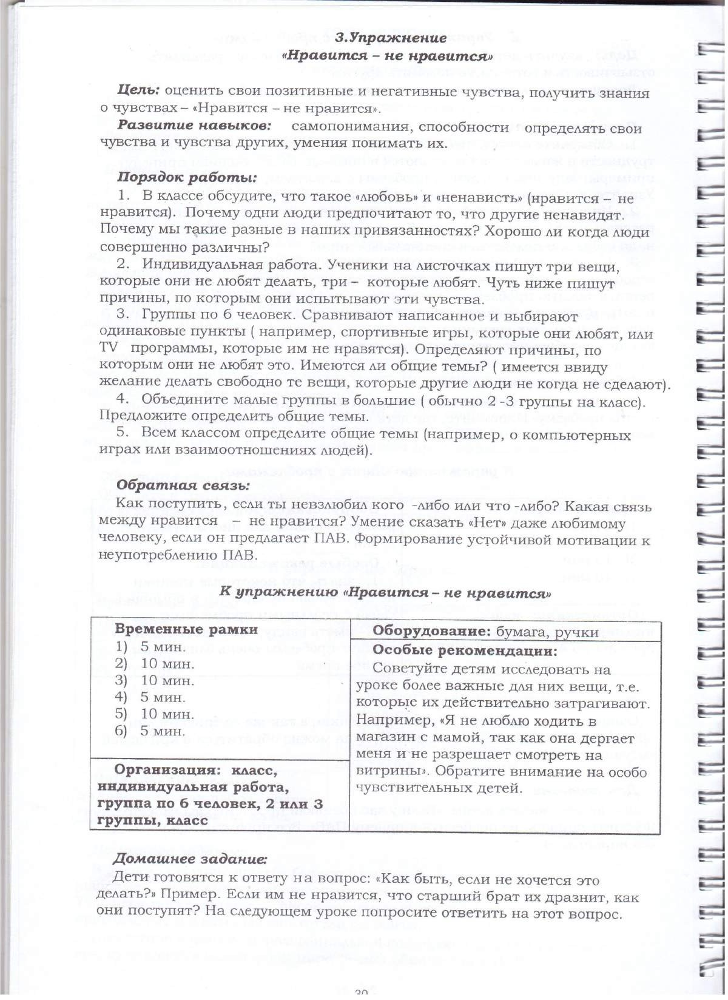 3.Упражнение
«Нравится – не нравится»
Цель: оценить свои позитивные и негативные чувства, получить знания
о чувствах – «Нравится – не нравится».
Развитие навыков: самопонимания, способности определять свои
чувства и чувства других, умения понимать их.
Порядок работы:
1. В классе обсудите, что такое «любовь» и «ненависть» (нравится – не
нравится). Почему одни люди предпочитают то, что другие ненавидят.
Почему мы такие разные в наших привязанностях? Хорошо ли когда люди
совершенно различны?
2. Индивидуальная работа. Ученики на листочках пишут три вещи,
которые они не любят делать, три – которые любят. Чуть ниже пишут
причины, по которым они испытывают эти чувства.
3. Группы по 6 человек. Сравнивают написанное и выбирают
одинаковые пункты ( например, спортивные игры, которые они любят, или
TV программы, которые им не нравятся). Определяют причины, по
которым они не любят это. Имеются ли общие темы? ( имеется ввиду
желание делать свободно те вещи, которые другие люди не когда не сделают).
4. Объедините малые группы в большие ( обычно 2 -3 группы на класс).
Предложите определить общие темы.
5. Всем классом определите общие темы (например, о компьютерных
играх или взаимоотношениях людей).
Обратная связь:
Как поступить, если ты невзлюбил кого -либо или что -либо? Какая связь
между нравится – не нравится? Умение сказать «Нет» даже любимому
человеку, если он предлагает ПАВ. Формирование устойчивой мотивации к
неупотреблению ПАВ.
К упражнению «Нравится – не нравится»
Временные рамки
1) 5 мин.
2) 10 мин.
3) 10 мин.
4) 5 мин.
5) 10 мин.
6) 5 мин.
Организация: класс,
индивидуальная работа,
группа по 6 человек, 2 или 3
группы, класс
Оборудование: бумага, ручки
Особые рекомендации:
Советуйте детям исследовать на
уроке более важные для них вещи, т.е.
которые их действительно затрагивают.
Например, «Я не люблю ходить в
магазин с мамой, так как она дергает
меня и не разрешает смотреть на
витрины». Обратите внимание на особо
чувствительных детей.
Домашнее задание:
Дети готовятся к ответу на вопрос: «Как быть, если не хочется это
делать?» Пример. Если им не нравится, что старший брат их дразнит, как
они поступят? На следующем уроке попросите ответить на этот вопрос.
30